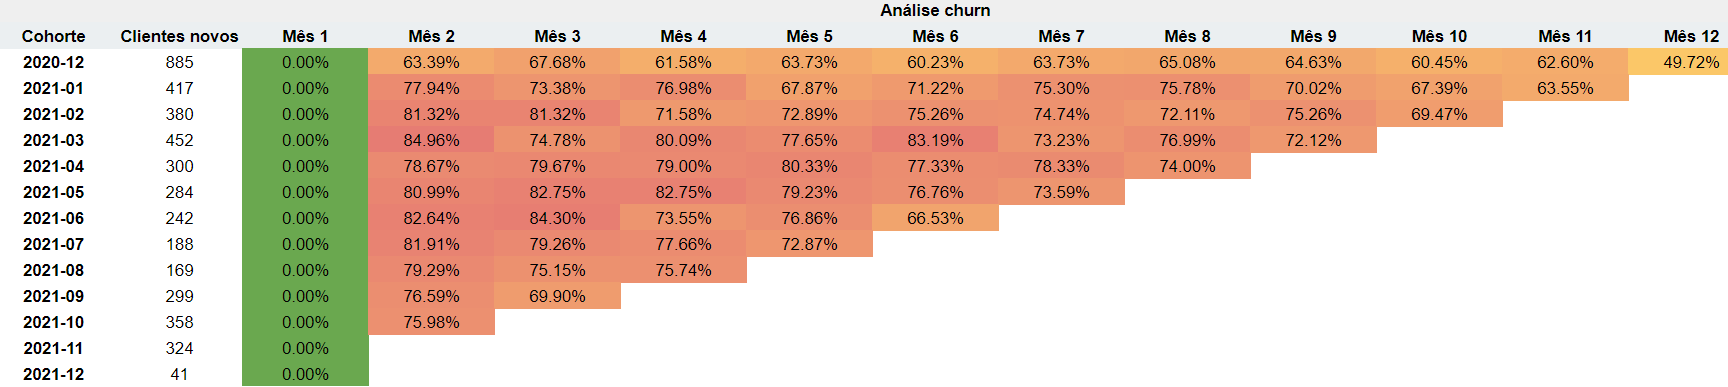 Análise churn
Cohorte Clientes novos Mês 1 Mês 2 Mês 3 Mês 4 Mês 5 Mês 6 Mês 7 Mês 8 Mês 9 Mês 10 Mês 11 Mês 12
2020-12 885 0.00% 63.39% 67.68% 61.58% 63.73% 60.23% 63.73% 65.08% 64.63% 60.45% 62.60% 49.72%
2021-01 417 0.00% 77.94% 73.38% 76.98% 67.87% 71.22% 75.30% 75.78% 70.02% 67.39% 63.55%
2021-02 380 0.00% 81.32% 81.32% 71.58% 72.89% 75.26% 74.74% 72.11% 75.26% 69.47%
2021-03 452 0.00% 84.96% 74.78% 80.09% 77.65% 83.19% 73.23% 76.99% 72.12%
2021-04 300 0.00% 78.67% 79.67% 79.00% 80.33% 77.33% 78.33% 74.00%
2021-05 284 0.00% 80.99% 82.75% 82.75% 79.23% 76.76% 73.59%
2021-06 242 0.00% 82.64% 84.30% 73.55% 76.86% 66.53%
2021-07 188 0.00% 81.91% 79.26% 77.66% 72.87%
2021-08 169 0.00% 79.29% 75.15% 75.74%
2021-09 299 0.00% 76.59% 69.90%
2021-10 358 0.00% 75.98%
2021-11 324 0.00%
2021-12 41 0.00%